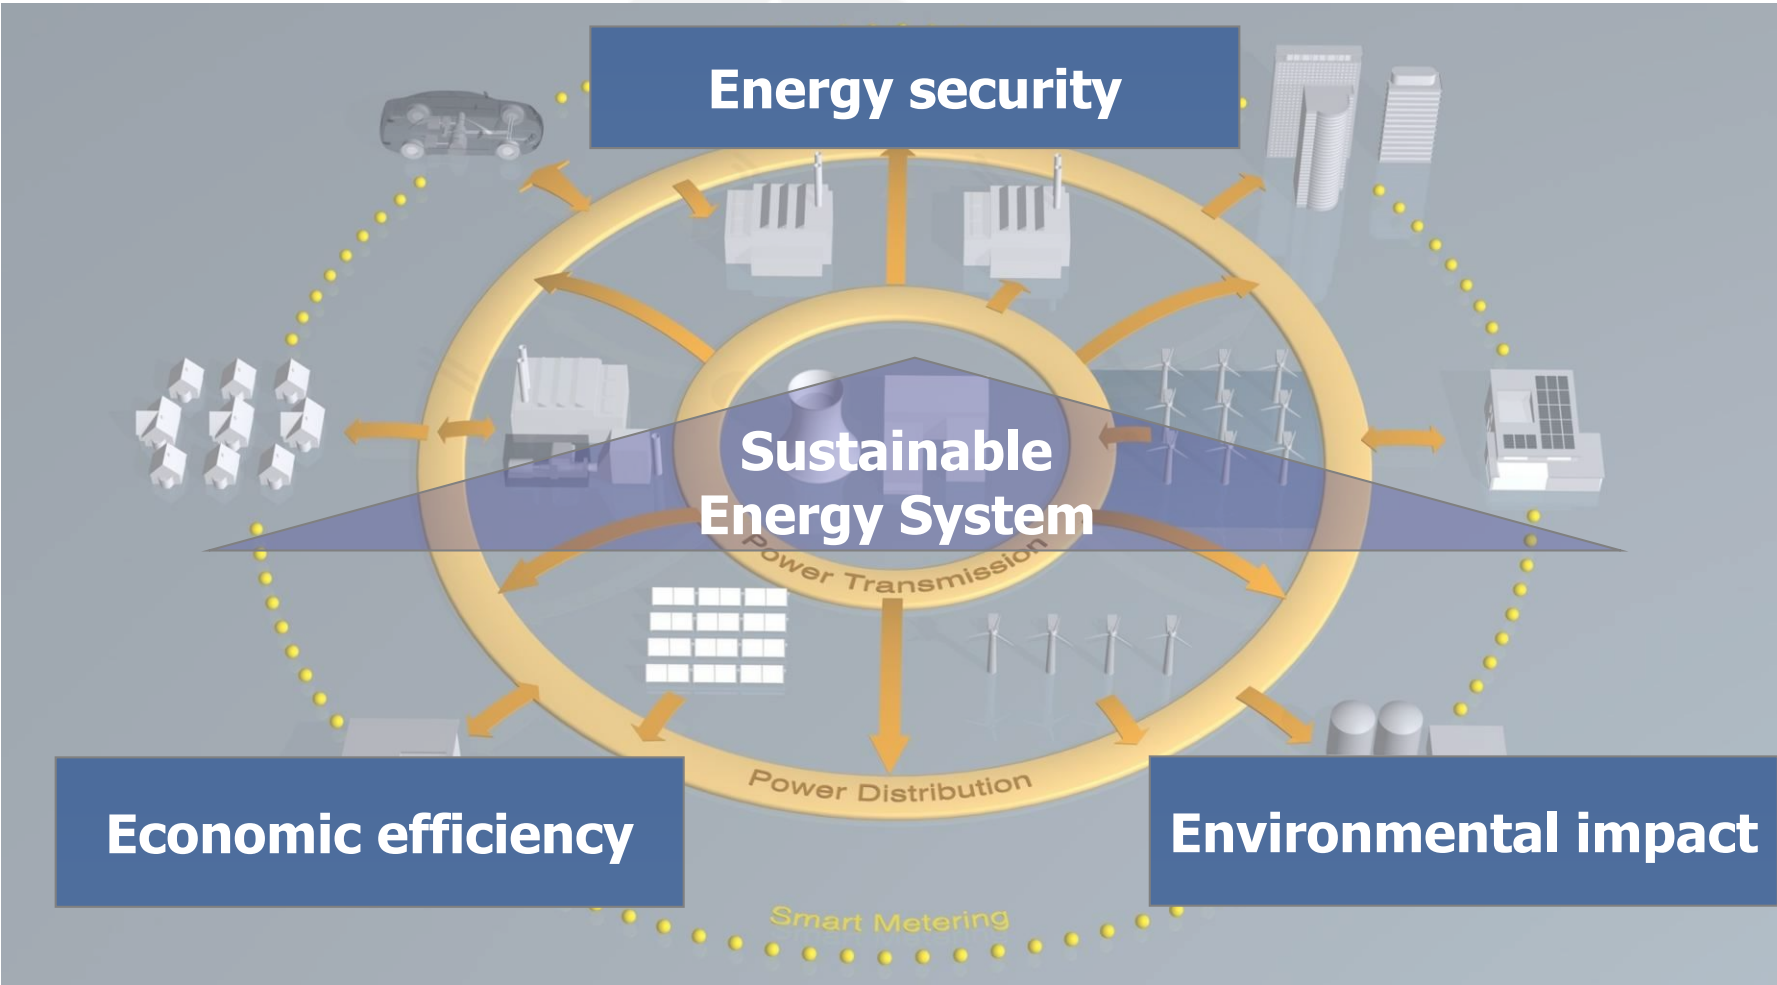 Energy security
Sustainable
Energy System
Power Transmission
Power Distribution
Economic efficiency
Environmental impact
Smart Metering